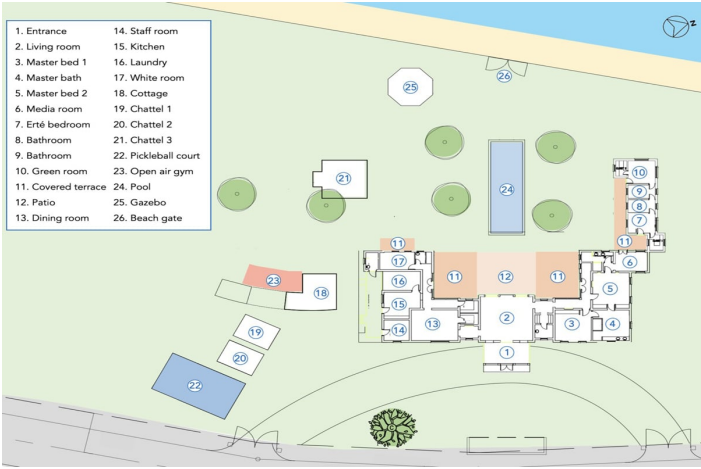 1. Entrance
2. Living room
3. Master bed 1
4. Master bath
5. Master bed 2
6. Media room
7. Erté bedroom
8. Bathroom
9. Bathroom
10. Green room
11. Covered terrace
12. Patio
13. Dining room
14. Staff room
15. Kitchen
16. Laundry
17. White room
18. Cottage
19. Chattel 1
20. Chattel 2
21. Chattel 3
22. Pickleball court
23. Open air gym
24. Pool
25. Gazebo
26. Beach gate
N
26
25
10
21
9
24
8
7
11
11
6
17
11
12
11
5
23
16
18
15
2
19
14
13
3
4
20
1
22